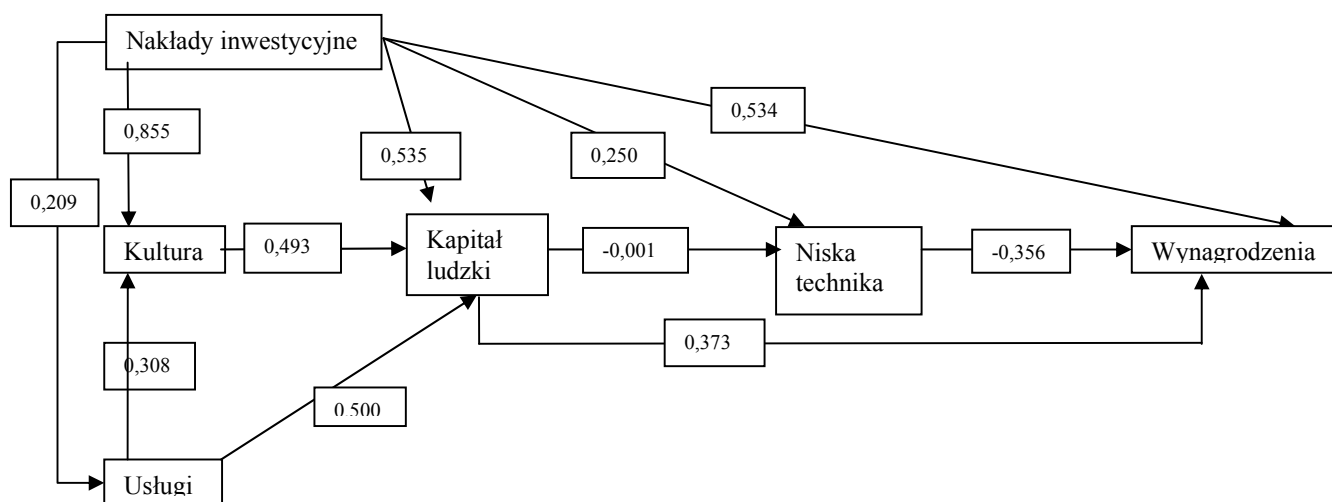 Nakłady inwestycyjne
0,855
0,535
0,250
0,534
0,209
Kultura
0,493
Kapitał
ludzki
-0,001
Niska
technika
-0,356
Wynagrodzenia
0,308
0,373
0,500
Usługi